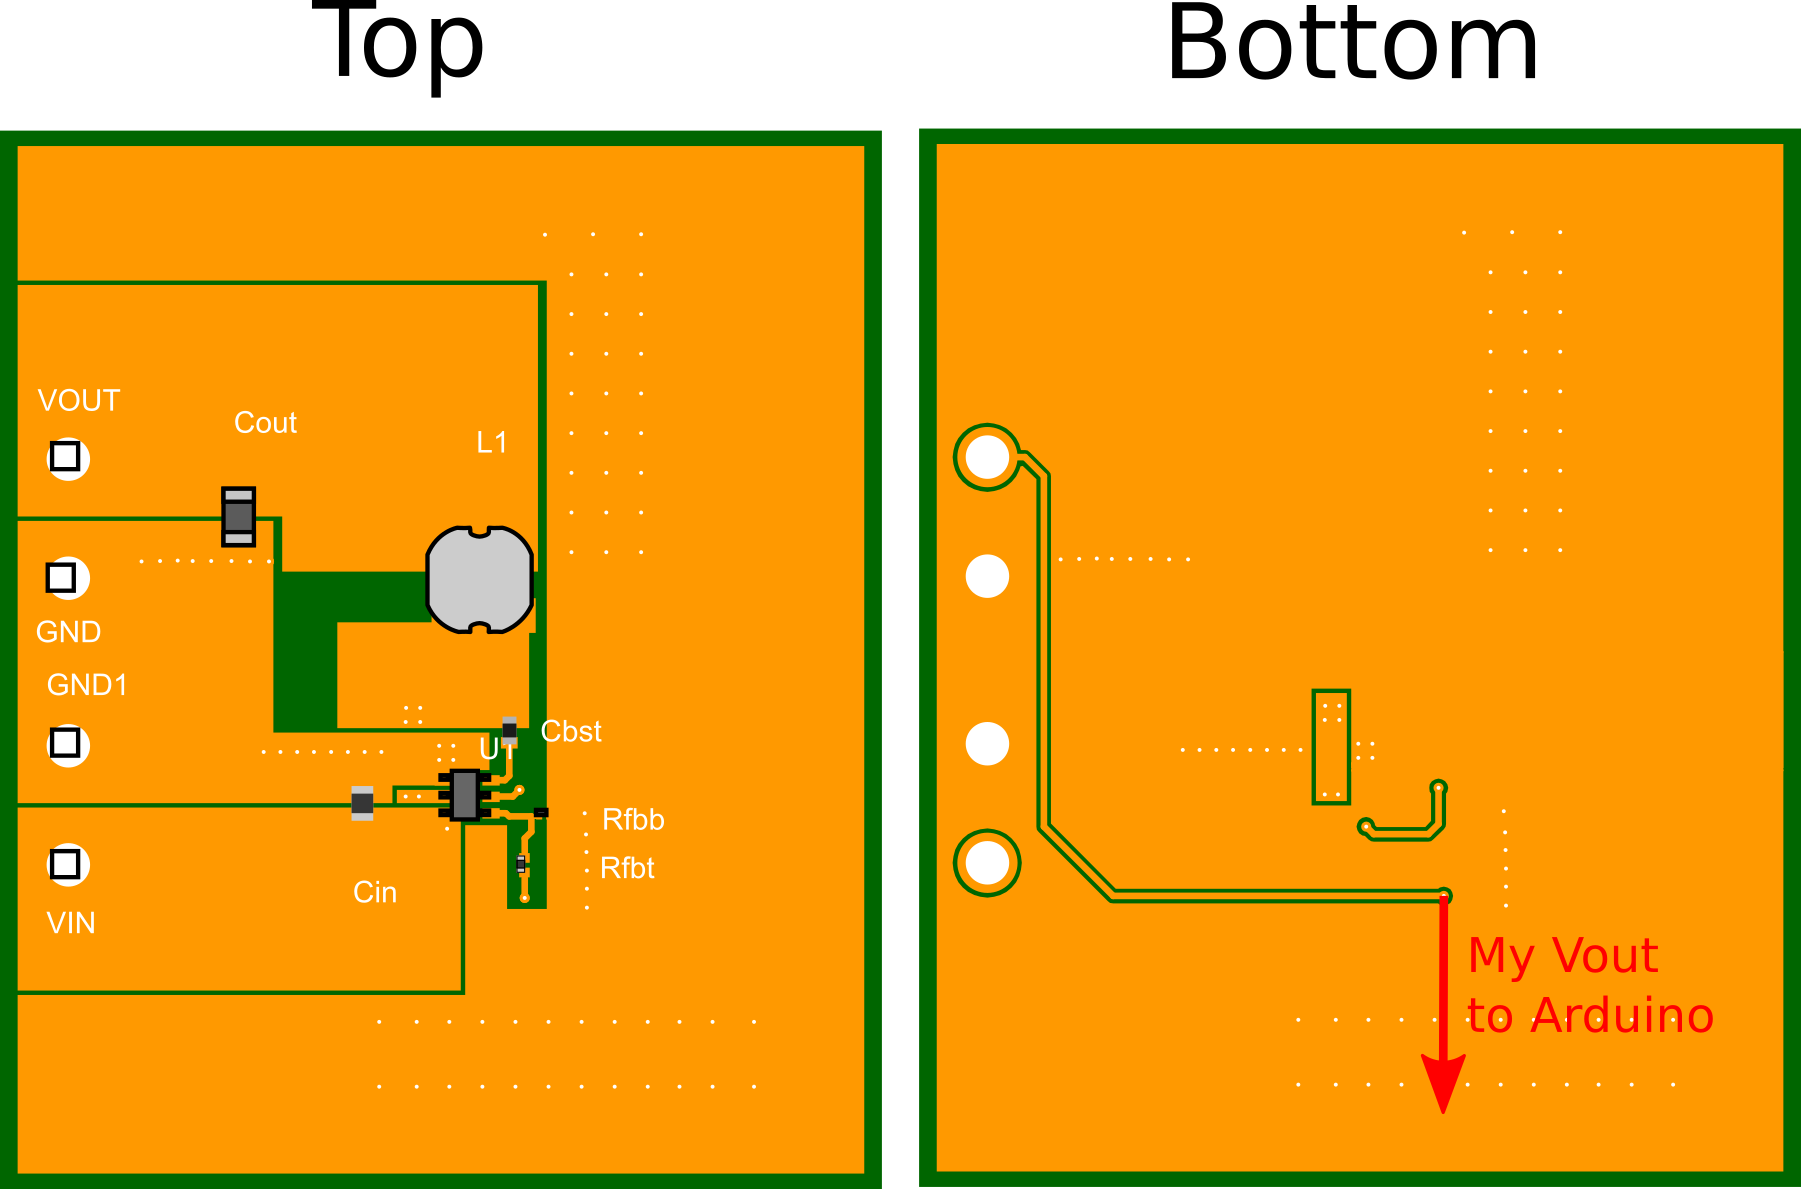 Top
Bottom
VOUT
Cout
L1
GND
GND1
Cbst
U1
Rfbb
Rfbt
Cin
VIN
My Vout
to Arduino